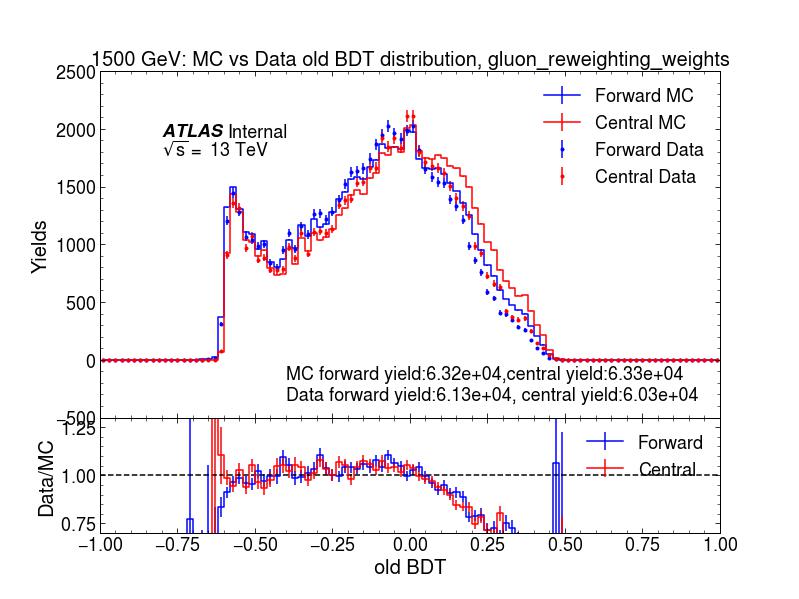 1500 GeV: MC vs Data old BDT distribution, gluon_reweighting_weights
2500
2000
1500
1000
500
0
−500
Yields
ATLAS Internal
√s = 13 TeV
Forward MC
Central MC
Forward Data
Central Data
MC forward yield:6.32e+04,central yield:6.33e+04
Data forward yield:6.13e+04, central yield:6.03e+04
1.25
1.00
0.75
Data/MC
Forward
Central
−1.00 −0.75 −0.50 −0.25 0.00 0.25 0.50 0.75 1.00
old BDT